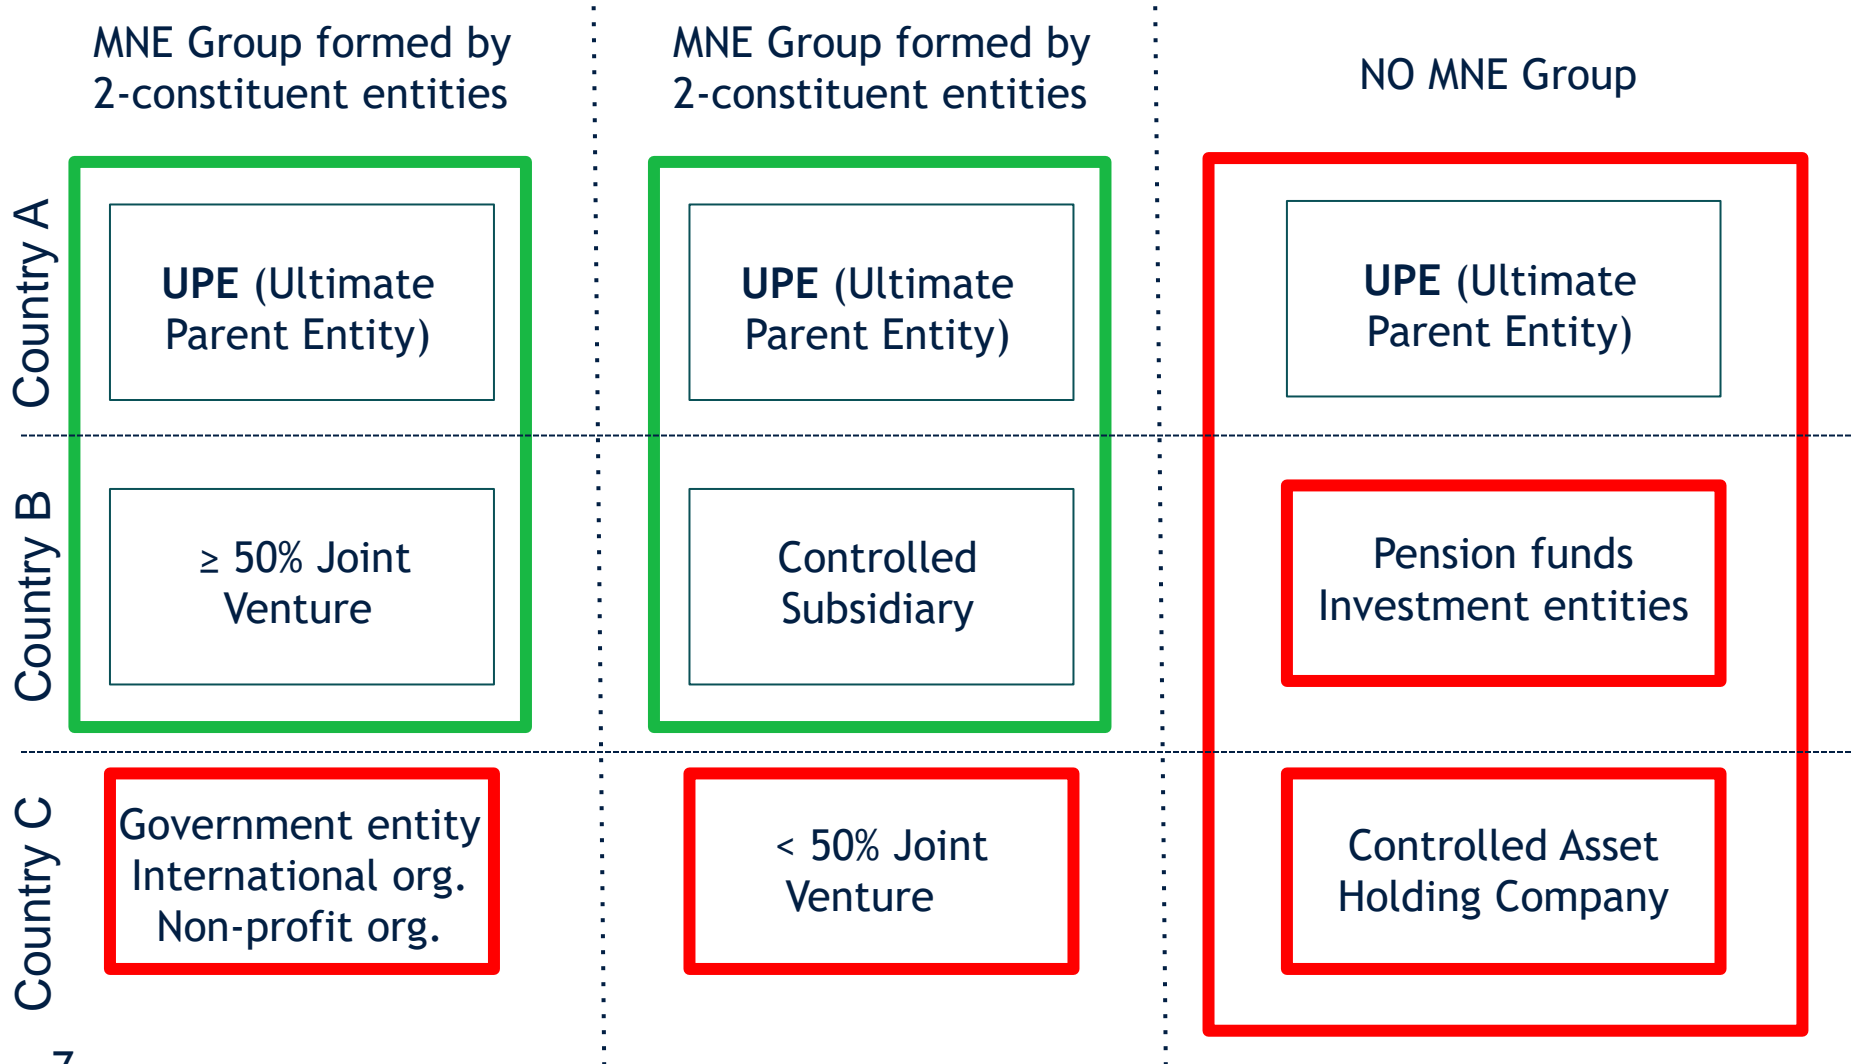 MNE Group formed by
2-constituent entities
MNE Group formed by
2-constituent entities
NO MNE Group
Country A
UPE (Ultimate
Parent Entity)
UPE (Ultimate
Parent Entity)
UPE (Ultimate
Parent Entity)
Country B
≥ 50% Joint
Venture
Controlled
Subsidiary
Pension funds
Investment entities
Country C
Government entity
International org.
Non-profit org.
< 50% Joint
Venture
Controlled Asset
Holding Company
7